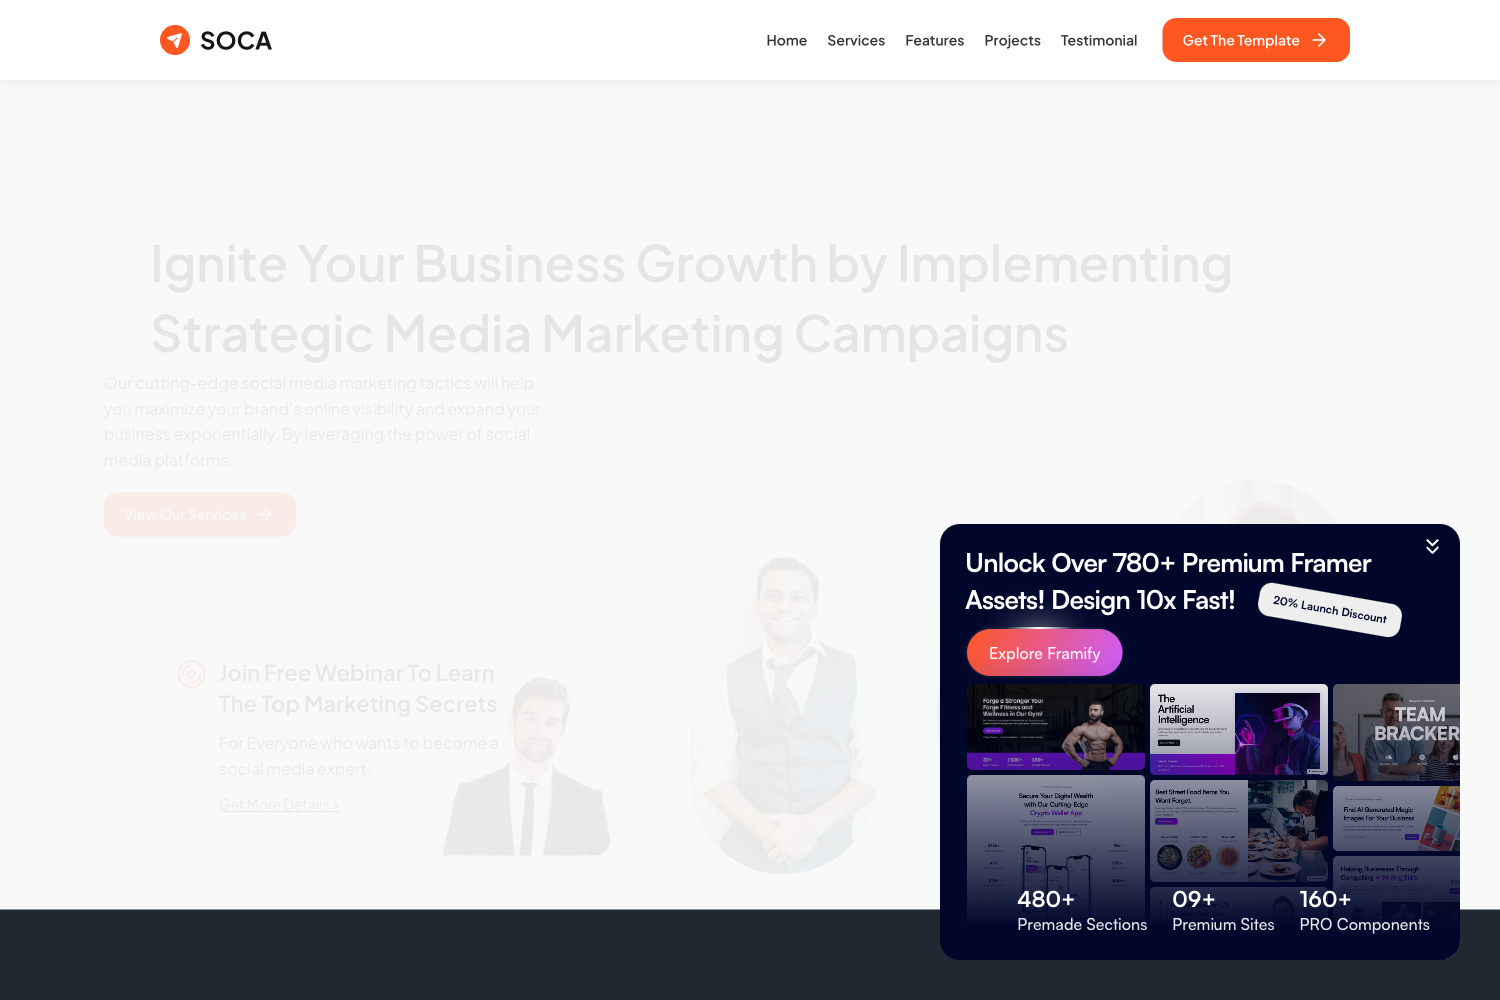 SOCA
Home Services Features Projects Testimonial Get The Template
Ignite Your Business Growth by Implementing
Strategic Media Marketing Campaigns
Our cutting-edge social media marketing tactics will help
you maximize your brand's online visibility and expand your
business exponentially. By leveraging the power of social
media platforms.
View Our Services
Join Free Webinar To Learn
The Top Marketing Secrets
For Everyone who wants to become a
social media expert.
Get More Details >
Unlock Over 780+ Premium Framer
Assets! Design 10x Fast!
20% Launch Discount
Explore Framify
Forge a Stronger Your
Forge Fitness and
Wellness in Our Gym!
The
Artificial
Intelligence
TEAM
BRACKER
Secure Your Digital Wealth
with Our Cutting-Edge
Crypto Wallet App
Best Street Food Items You
Wont Forget.
Find AI Generated Magic
Images For Your Business
Helping Businesses Through
Compelling Writing Skills
480+
Premade Sections
09+
Premium Sites
160+
PRO Components